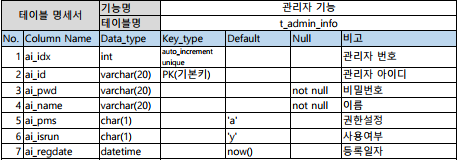 테이블 명세서 기능명 관리자 기능
테이블명 t_admin_info
No. Column Name Data_type Key_type Default Null 비고
1 ai_idx int auto_increment unique 관리자 번호
2 ai_id varchar(20) PK(기본키) 관리자 아이디
3 ai_pwd varchar(20) not null 비밀번호
4 ai_name varchar(20) not null 이름
5 ai_pms char(1) 'a' 권한설정
6 ai_isrun char(1) 'y' 사용여부
7 ai_regdate datetime now() 등록일자